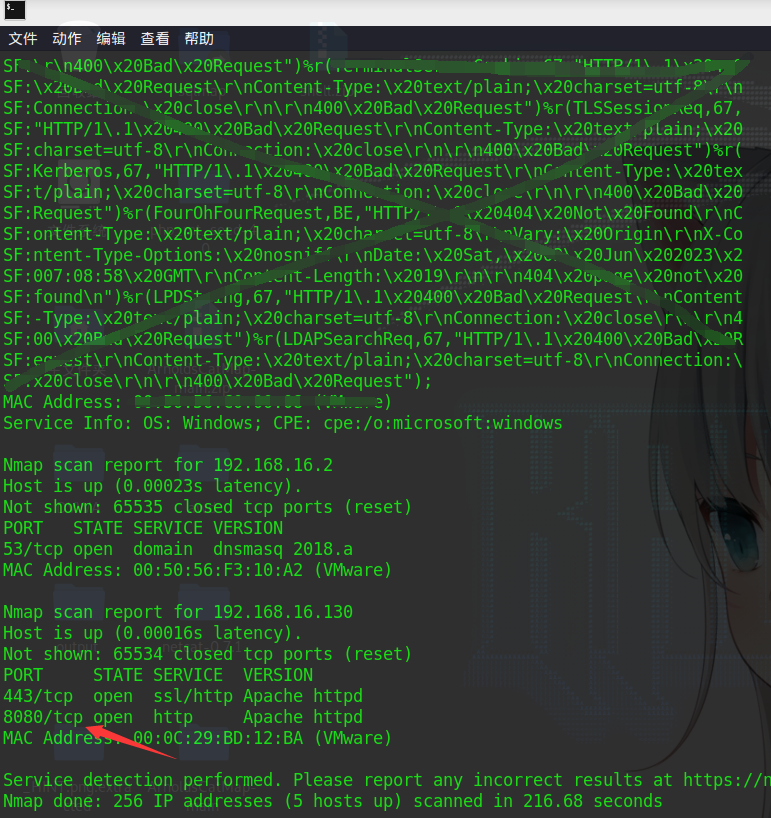 文件 动作 编辑 查看 帮助
SF:\r\n400\x20Bad\x20Request")%r(
SF:\x20Bad\x20Request\r\nContent-Type:\x20text/plain;\x20charset=utf-8\r\n
SF:Connection:\x20close\r\n\r\n400\x20Bad\x20Request")%r(TLSSessionReq,67,
SF:"HTTP/1\.1\x20400\x20Bad\x20Request\r\nContent-Type:\x20text/plain;\x20
SF:charset=utf-8\r\nConnection:\x20close\r\n\r\n400\x20Bad\x20Request")%r(
SF:Kerberos,67,"HTTP/1\.1\x20400\x20Bad\x20Request\r\nContent-Type:\x20tex
SF:t/plain;\x20charset=utf-8\r\nConnection:\x20close\r\n\r\n400\x20Bad\x20
SF:Request")%r(FourOhFourRequest,BE,"HTTP/\x20404\x20Not\x20Found\r\nC
SF:ontent-Type:\x20text/plain;\x20charset=utf-8\r\nVary:\x20Origin\r\nX-Co
SF:ntent-Type-Options:\x20nosniff\r\nDate:\x20Sat,\x20Jun\x202023\x2
SF:007:08:58\x20GMT\r\nContent-Length:\x2019\r\n\r\n404\x20page\x20not\x20
SF:found\n")%r(LPDString,67,"HTTP/1\.1\x20400\x20Bad\x20Request\r\nContent
SF:-Type:\x20text/plain;\x20charset=utf-8\r\nConnection:\x20close\r\n\r\n4
SF:00\x20Bad\x20Request")%r(LDAPSearchReq,67,"HTTP/1\.1\x20400\x20Bad\x20R
SF:equest\r\nContent-Type:\x20text/plain;\x20charset=utf-8\r\nConnection:\
SF:x20close\r\n\r\n400\x20Bad\x20Request");
MAC Address: (VMware)
Service Info: OS: Windows; CPE: cpe:/o:microsoft:windows
Nmap scan report for 192.168.16.2
Host is up (0.00023s latency).
Not shown: 65535 closed tcp ports (reset)
PORT STATE SERVICE VERSION
53/tcp open domain dnsmasq 2018.a
MAC Address: 00:50:56:F3:10:A2 (VMware)
Nmap scan report for 192.168.16.130
Host is up (0.00016s latency).
Not shown: 65534 closed tcp ports (reset)
PORT STATE SERVICE VERSION
443/tcp open ssl/http Apache httpd
8080/tcp open http Apache httpd
MAC Address: 00:0C:29:BD:12:BA (VMware)
Service detection performed. Please report any incorrect results at https://n
Nmap done: 256 IP addresses (5 hosts up) scanned in 216.68 seconds